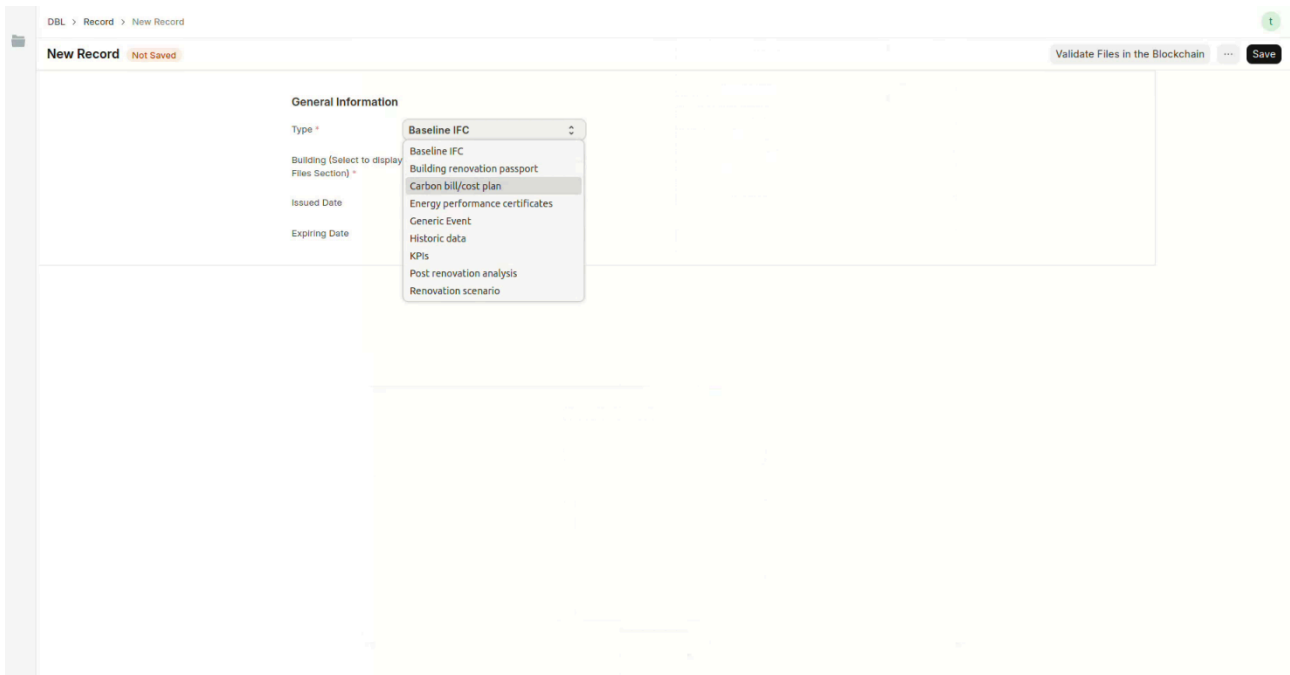 DBL > Record > New Record
t
New Record Not Saved
Validate Files in the Blockchain ... Save
General Information
Type * Baseline IFC
Baseline IFC
Building (Select to display
Files Section) *
Building renovation passport
Carbon bill/cost plan
Issued Date
Energy performance certificates
Generic Event
Expiring Date
Historic data
KPIs
Post renovation analysis
Renovation scenario